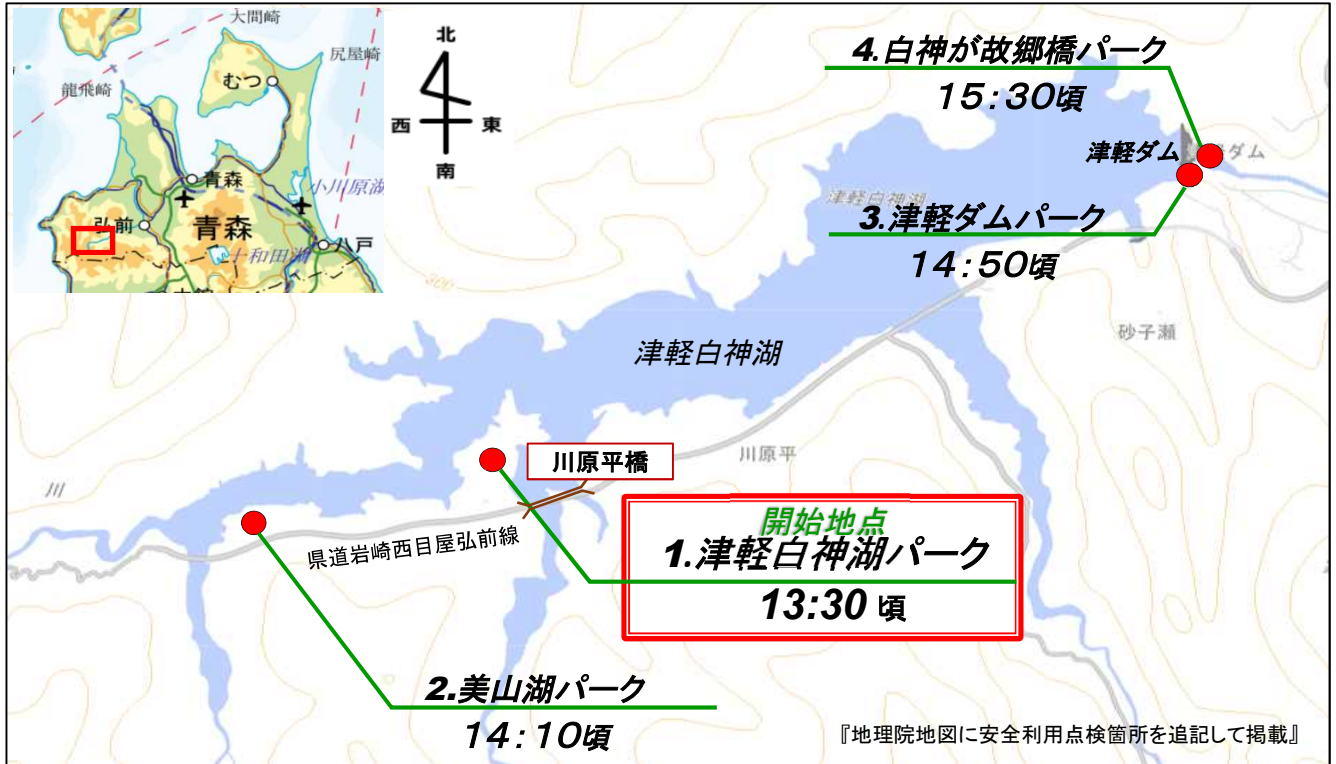 大間崎
尻屋崎
龍飛崎
むつ
青森
小川原湖
弘前
青森
十和田湖
八戸
北
西
東
南
4.白神が故郷橋パーク
15:30頃
津軽ダム
ダム
津軽白神湖
3.津軽ダムパーク
14:50頃
300
砂子瀬
津軽白神湖
川原平橋
川原平
川
県道岩崎西目屋弘前線
開始地点
1.津軽白神湖パーク
13:30 頃
2.美山湖パーク
14:10頃
『地理院地図に安全利用点検箇所を追記して掲載』